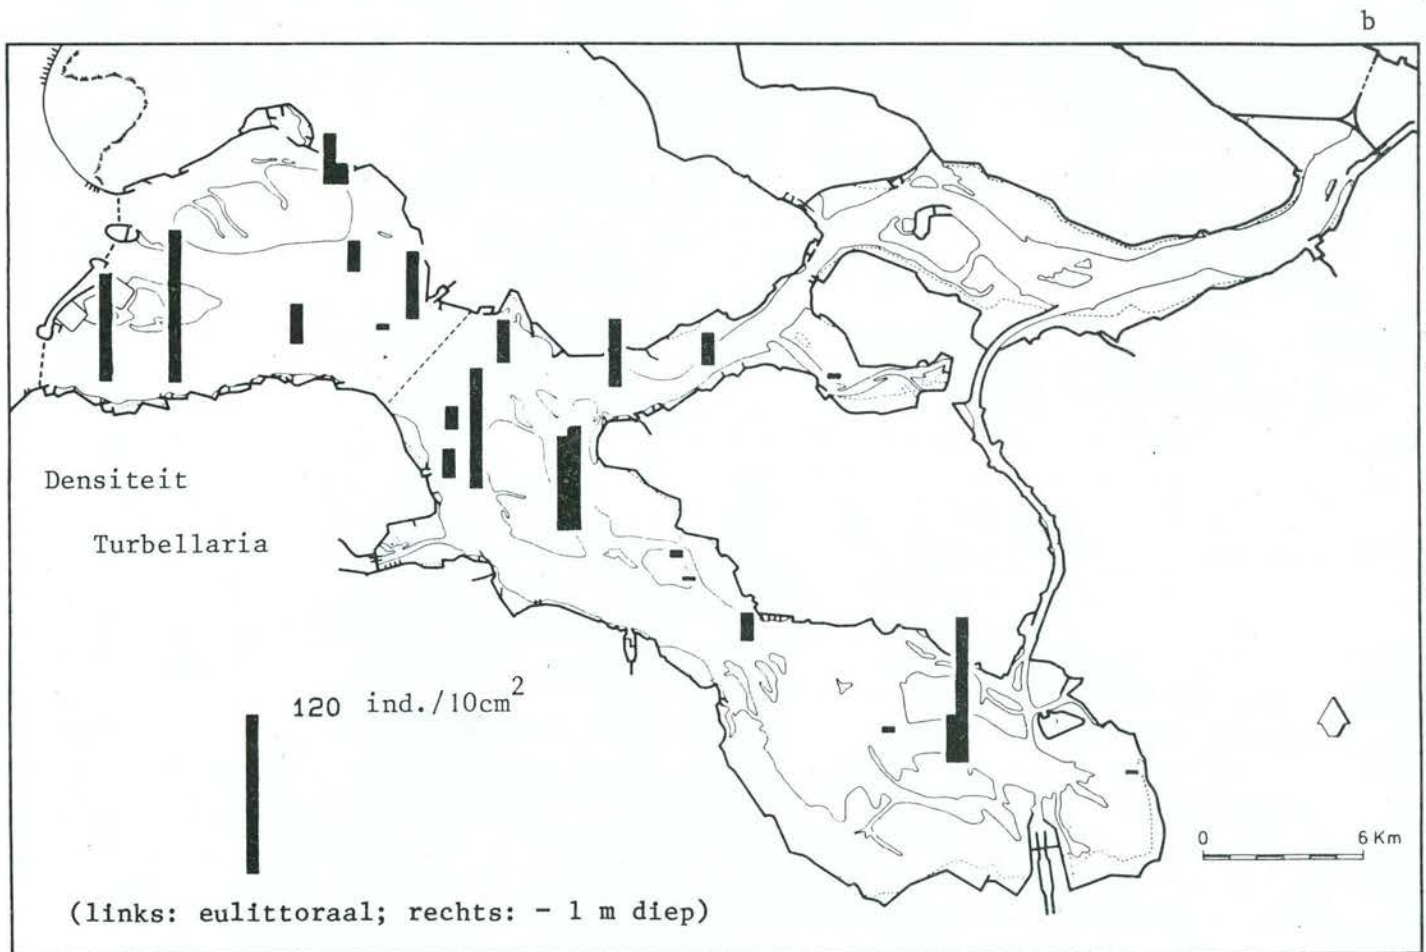 b
Densiteit
Turbellaria
120 ind./10cm²
(links: eulittoraal; rechts: - 1 m diep)
0 6 Km